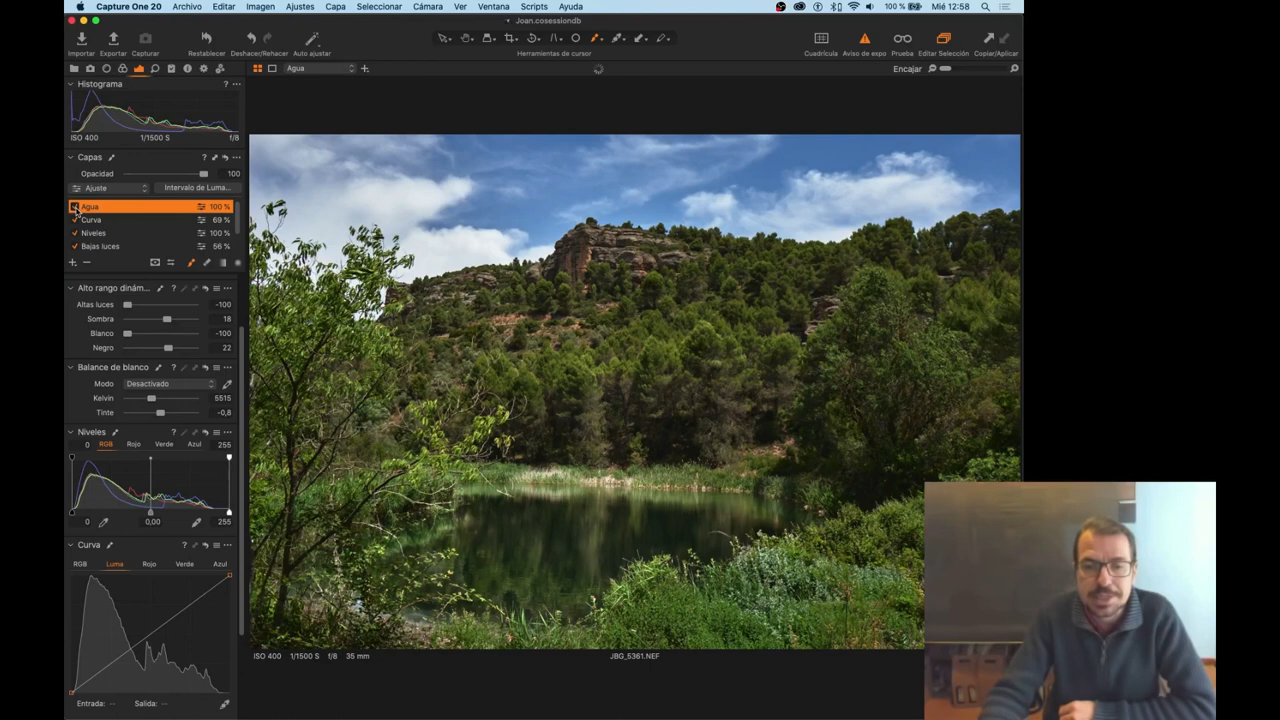 Capture One 20 Archivo Editar Imagen Ajustes Capa Seleccionar Cámara Ver Ventana Scripts Ayuda 100 % Mié 12:58
Joan.cosessiondb
Importar Exportar Capturar Restablecer Deshacer/Rehacer Auto ajustar Herramientas de cursor Cuadrícula Aviso de expo Prueba Editar Selección Copiar/Aplicar
Agua Encajar
Histograma ?
ISO 400 1/1500 S f/8
Capas ?
Opacidad 100
Ajuste Intervalo de Luma...
Agua 100 %
Curva 69 %
Niveles 100 %
Bajas luces 56 %
Alto rango dinám... ?
Altas luces -100
Sombra 18
Blanco -100
Negro 22
Balance de blanco ?
Modo Desactivado
Kelvin 5515
Tinte -0,8
Niveles ?
0 RGB Rojo Verde Azul 255
0 0,00 255
Curva ?
RGB Luma Rojo Verde Azul
Entrada: -- Salida: --
ISO 400 1/1500 S f/8 35 mm JBG_5361.NEF